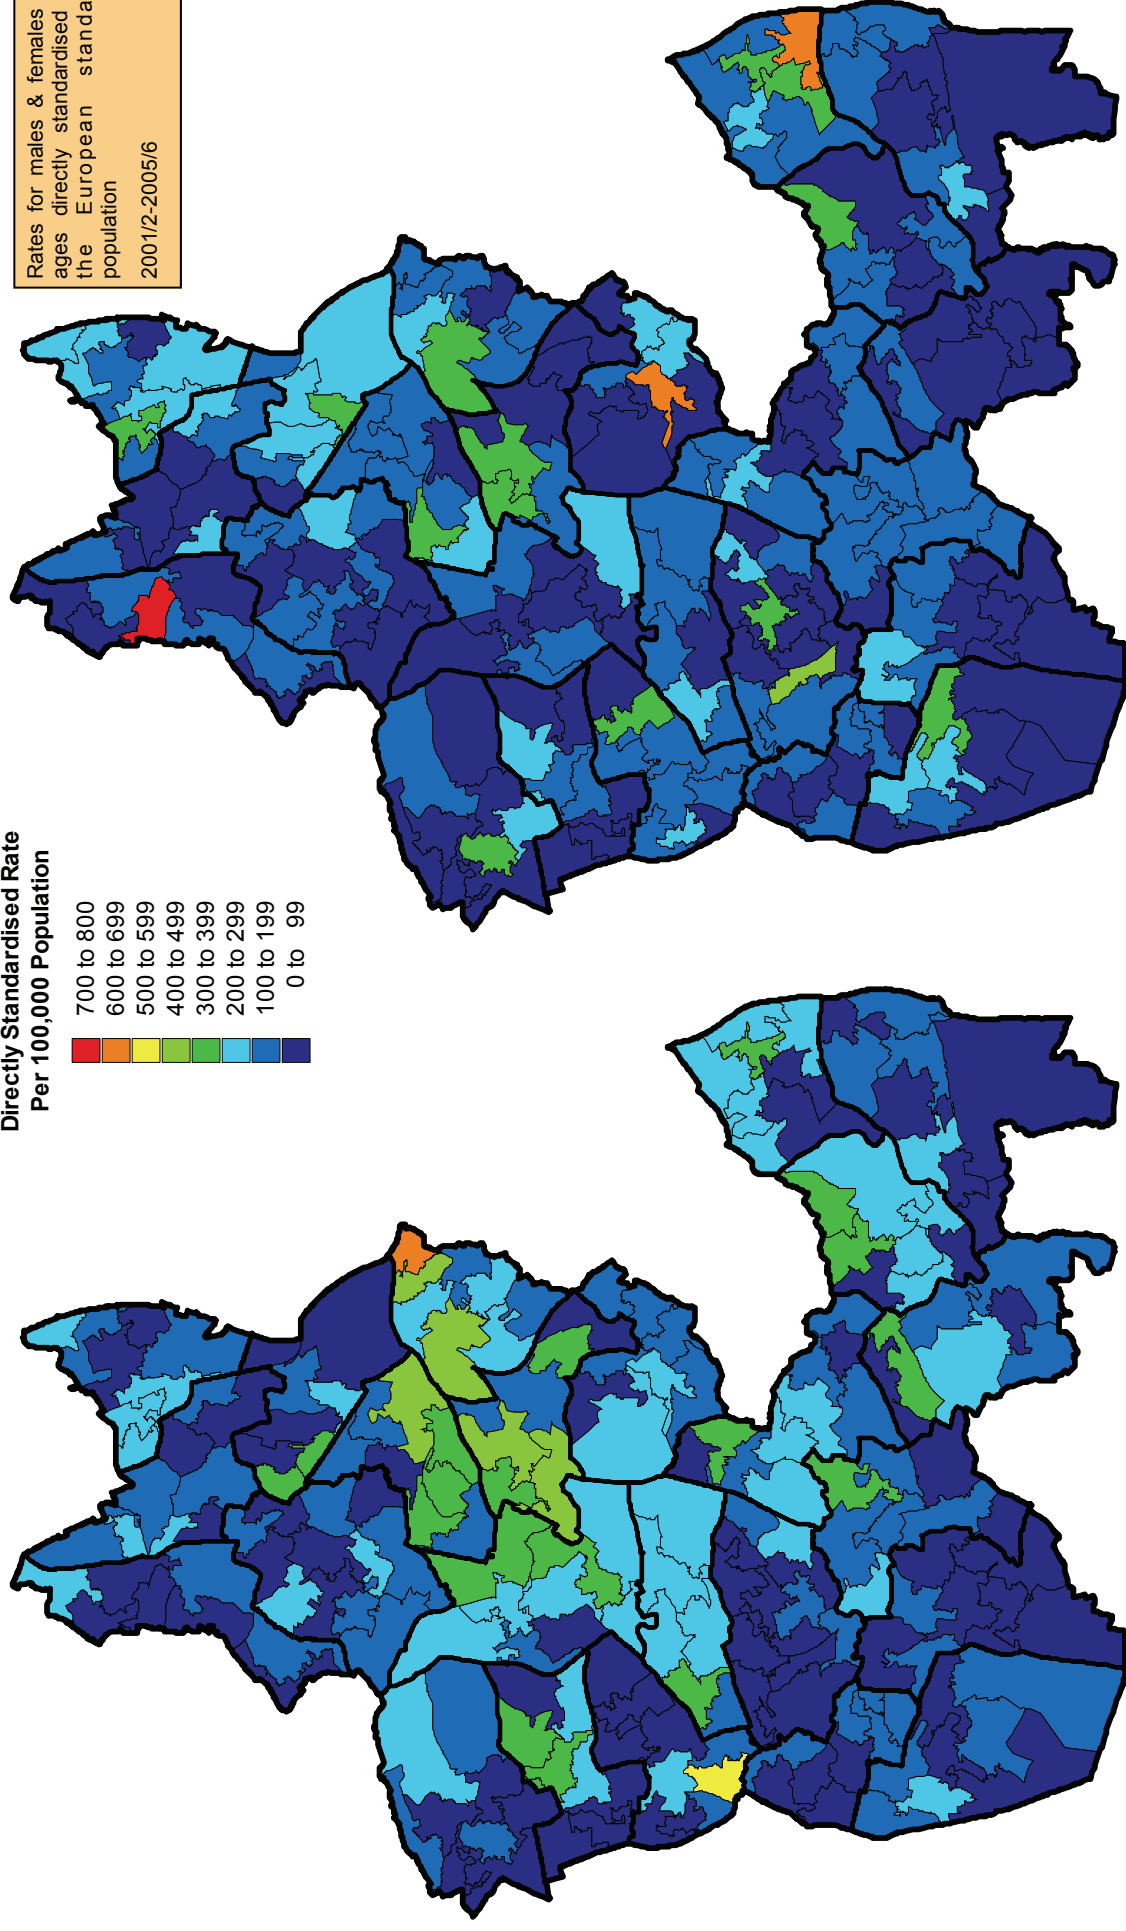 Directly Standardised Rate
Per 100,000 Population
700 to 800
600 to 699
500 to 599
400 to 499
300 to 399
200 to 299
100 to 199
0 to 99
Rates for males & females
ages directly standardised
the European standa
population
2001/2-2005/6